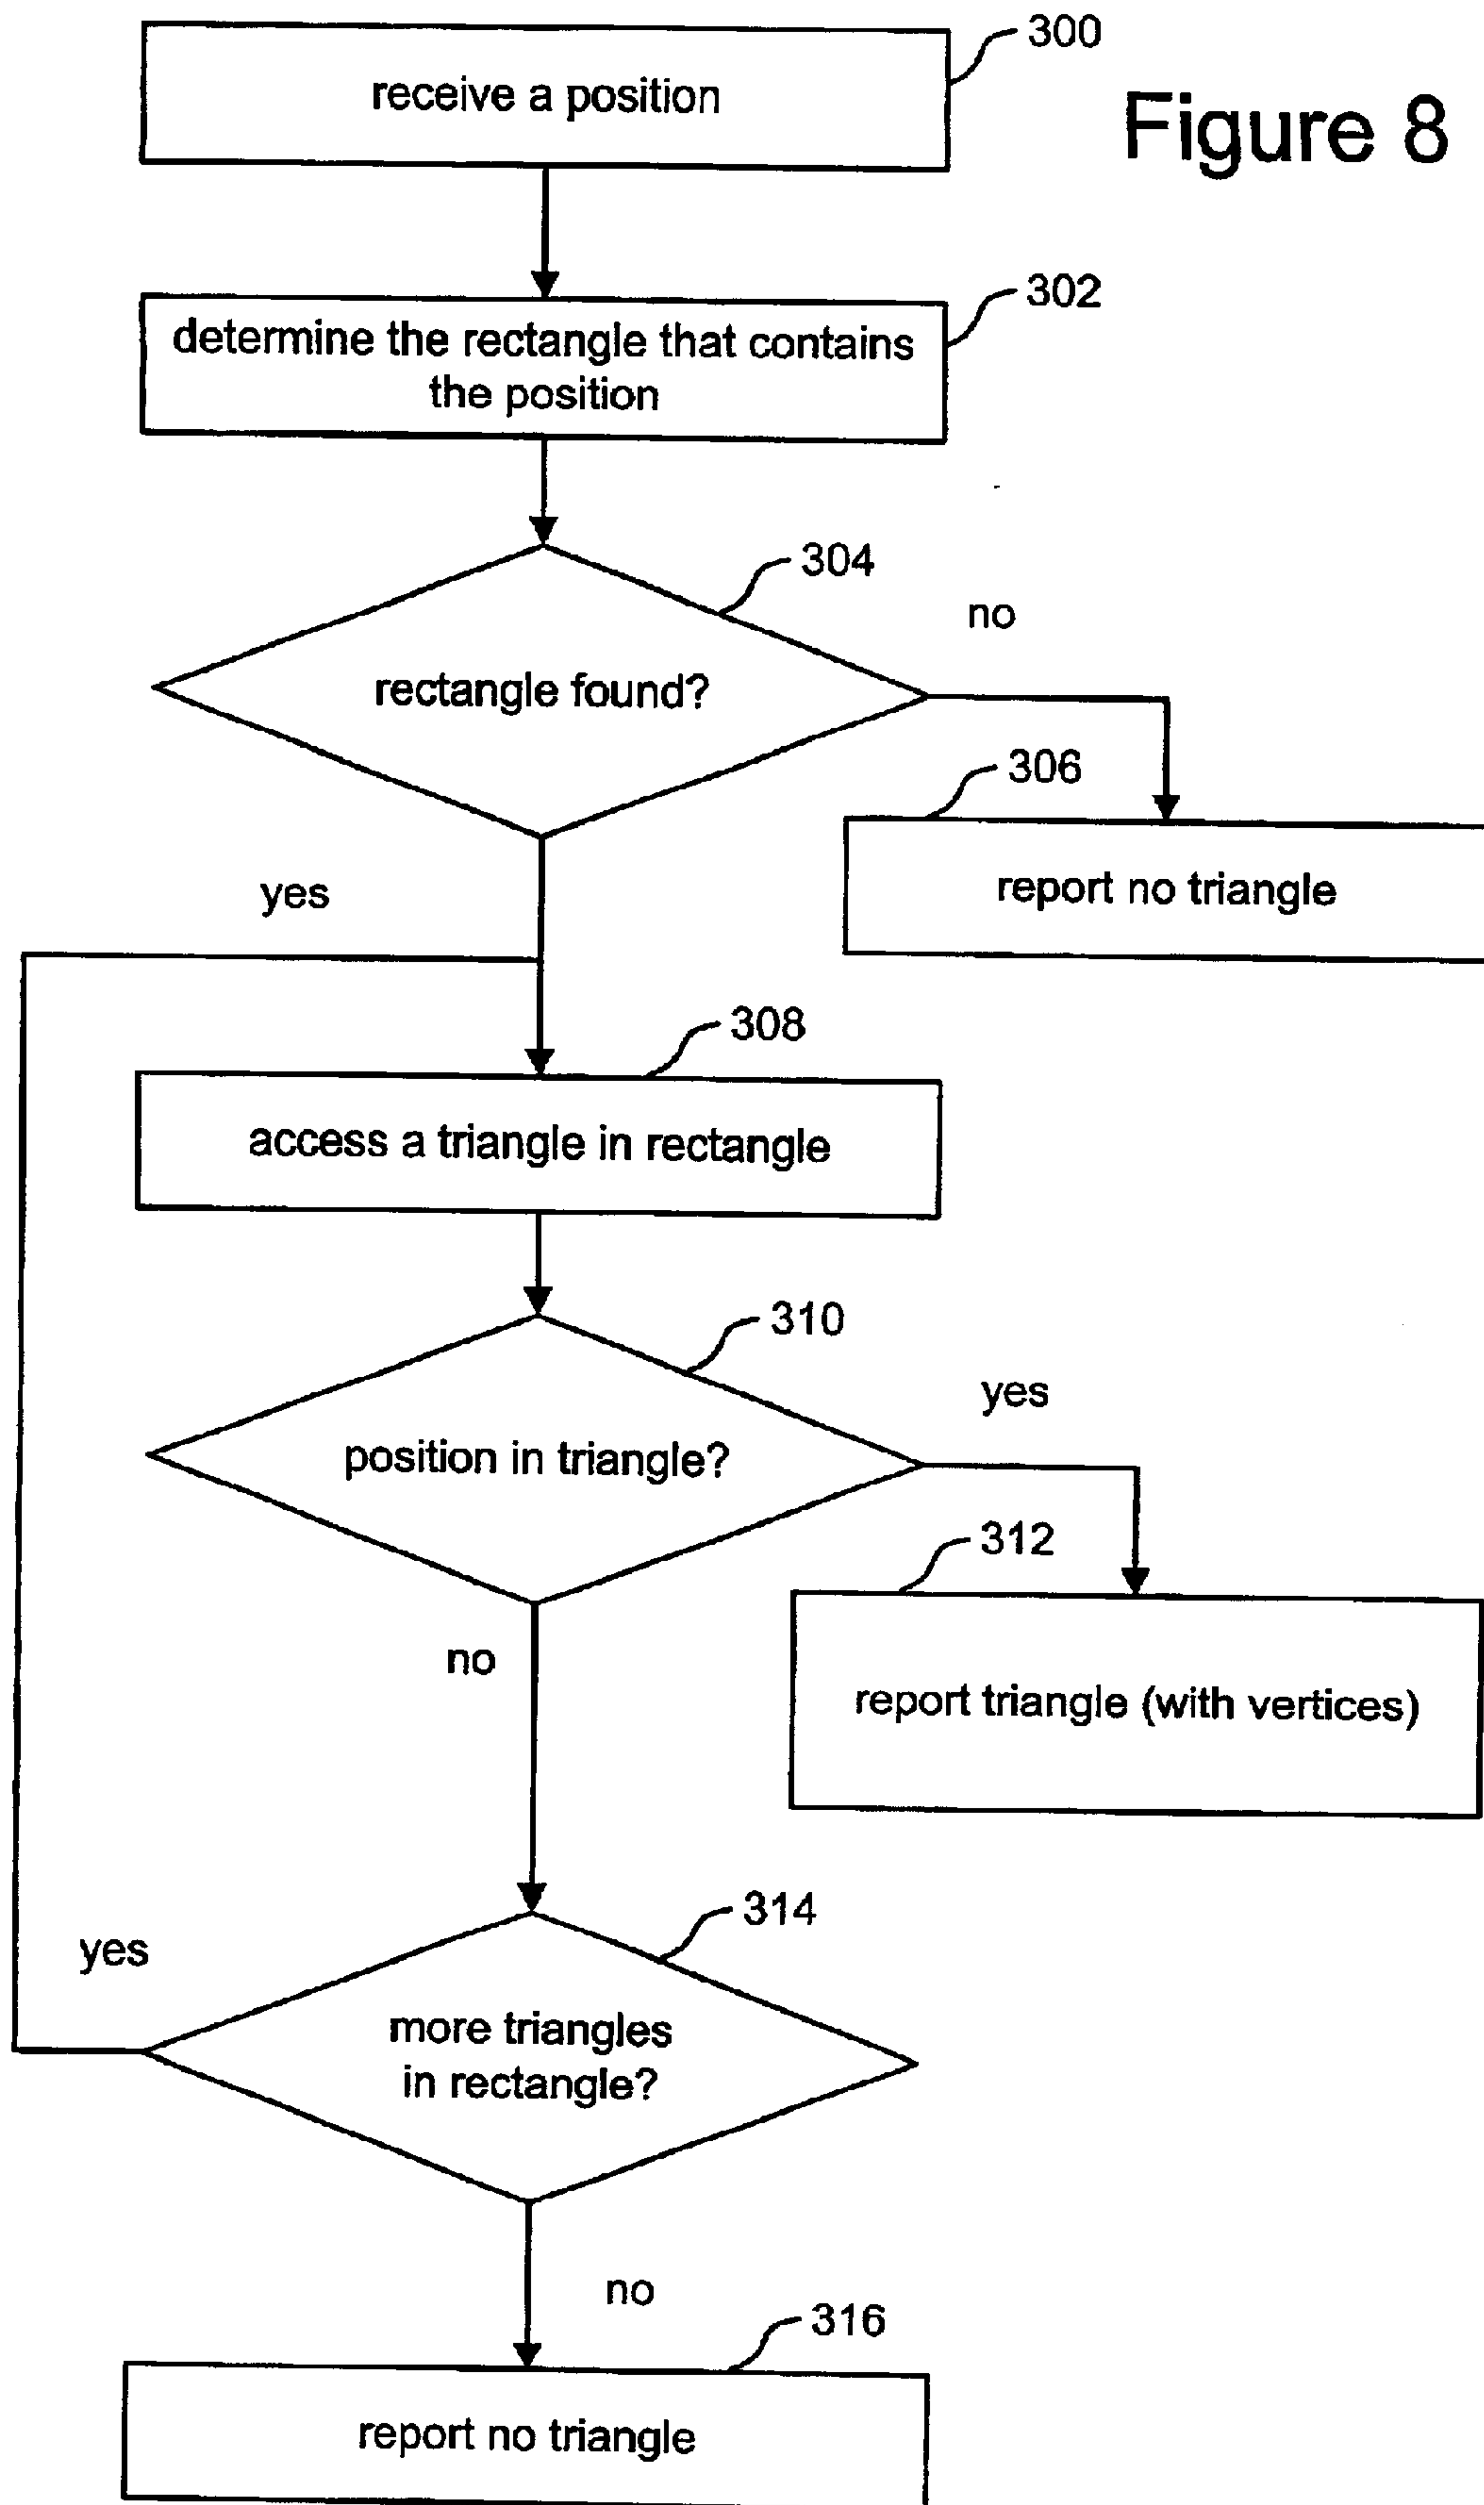 300
receive a position
Figure 8
302
determine the rectangle that contains
the position
304
no
rectangle found?
306
report no triangle
yes
308
access a triangle in rectangle
310
yes
position in triangle?
312
no
report triangle (with vertices)
314
yes
more triangles
in rectangle?
no
316
report no triangle